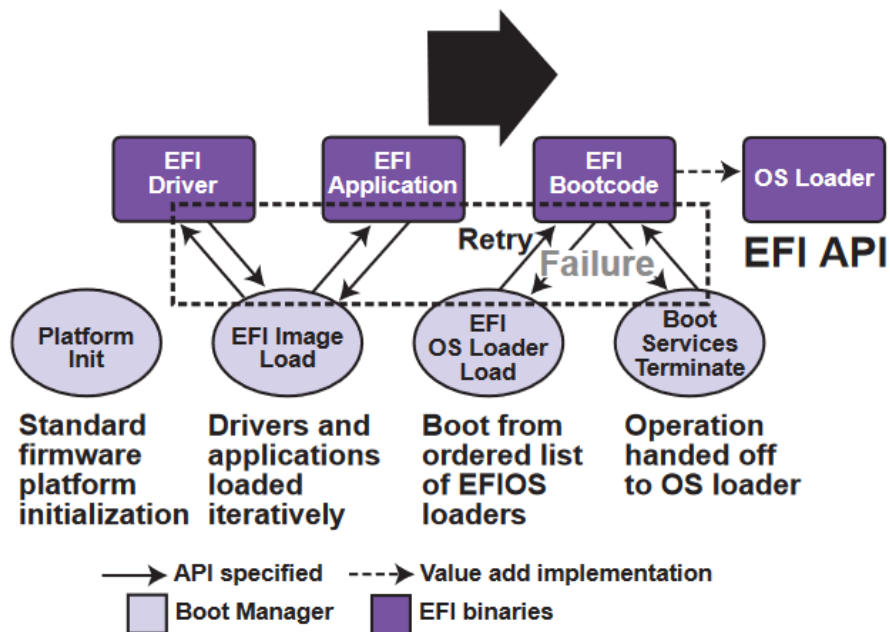 EFI
Driver
EFI
Application
EFI
Bootcode
OS Loader
Retry
Failure
EFI API
Platform
Init
EFI Image
Load
EFI
OS Loader
Load
Boot
Services
Terminate
Standard
firmware
platform
initialization
Drivers and
applications
loaded
iteratively
Boot from
ordered list
of EFIOS
loaders
Operation
handed off
to OS loader
API specified
Value add implementation
Boot Manager
EFI binaries